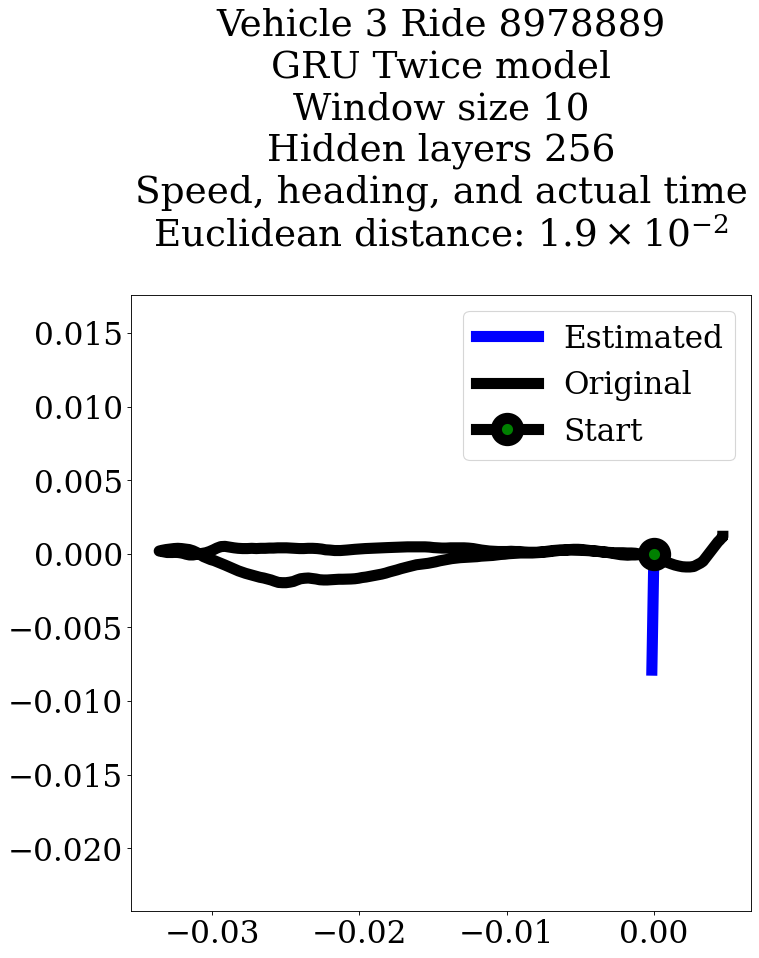 Vehicle 3 Ride 8978889
GRU Twice model
Window size 10
Hidden layers 256
Speed, heading, and actual time
Euclidean distance: 1.9 × 10⁻²
Estimated
Original
Start
0.015
0.010
0.005
0.000
−0.005
−0.010
−0.015
−0.020
−0.03 −0.02 −0.01 0.00